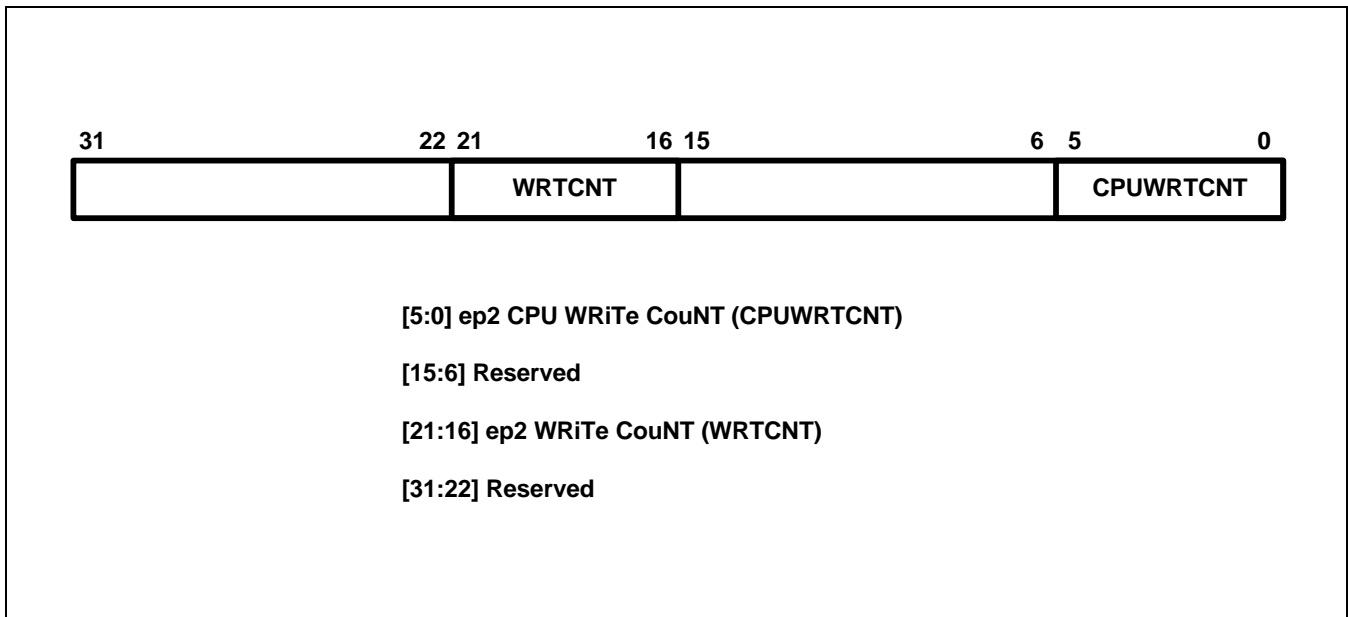 31 22 21 16 15 6 5 0
WRTCNT CPUWRTCNT
[5:0] ep2 CPU WRiTe CouNT (CPUWRTCNT)
[15:6] Reserved
[21:16] ep2 WRiTe CouNT (WRTCNT)
[31:22] Reserved